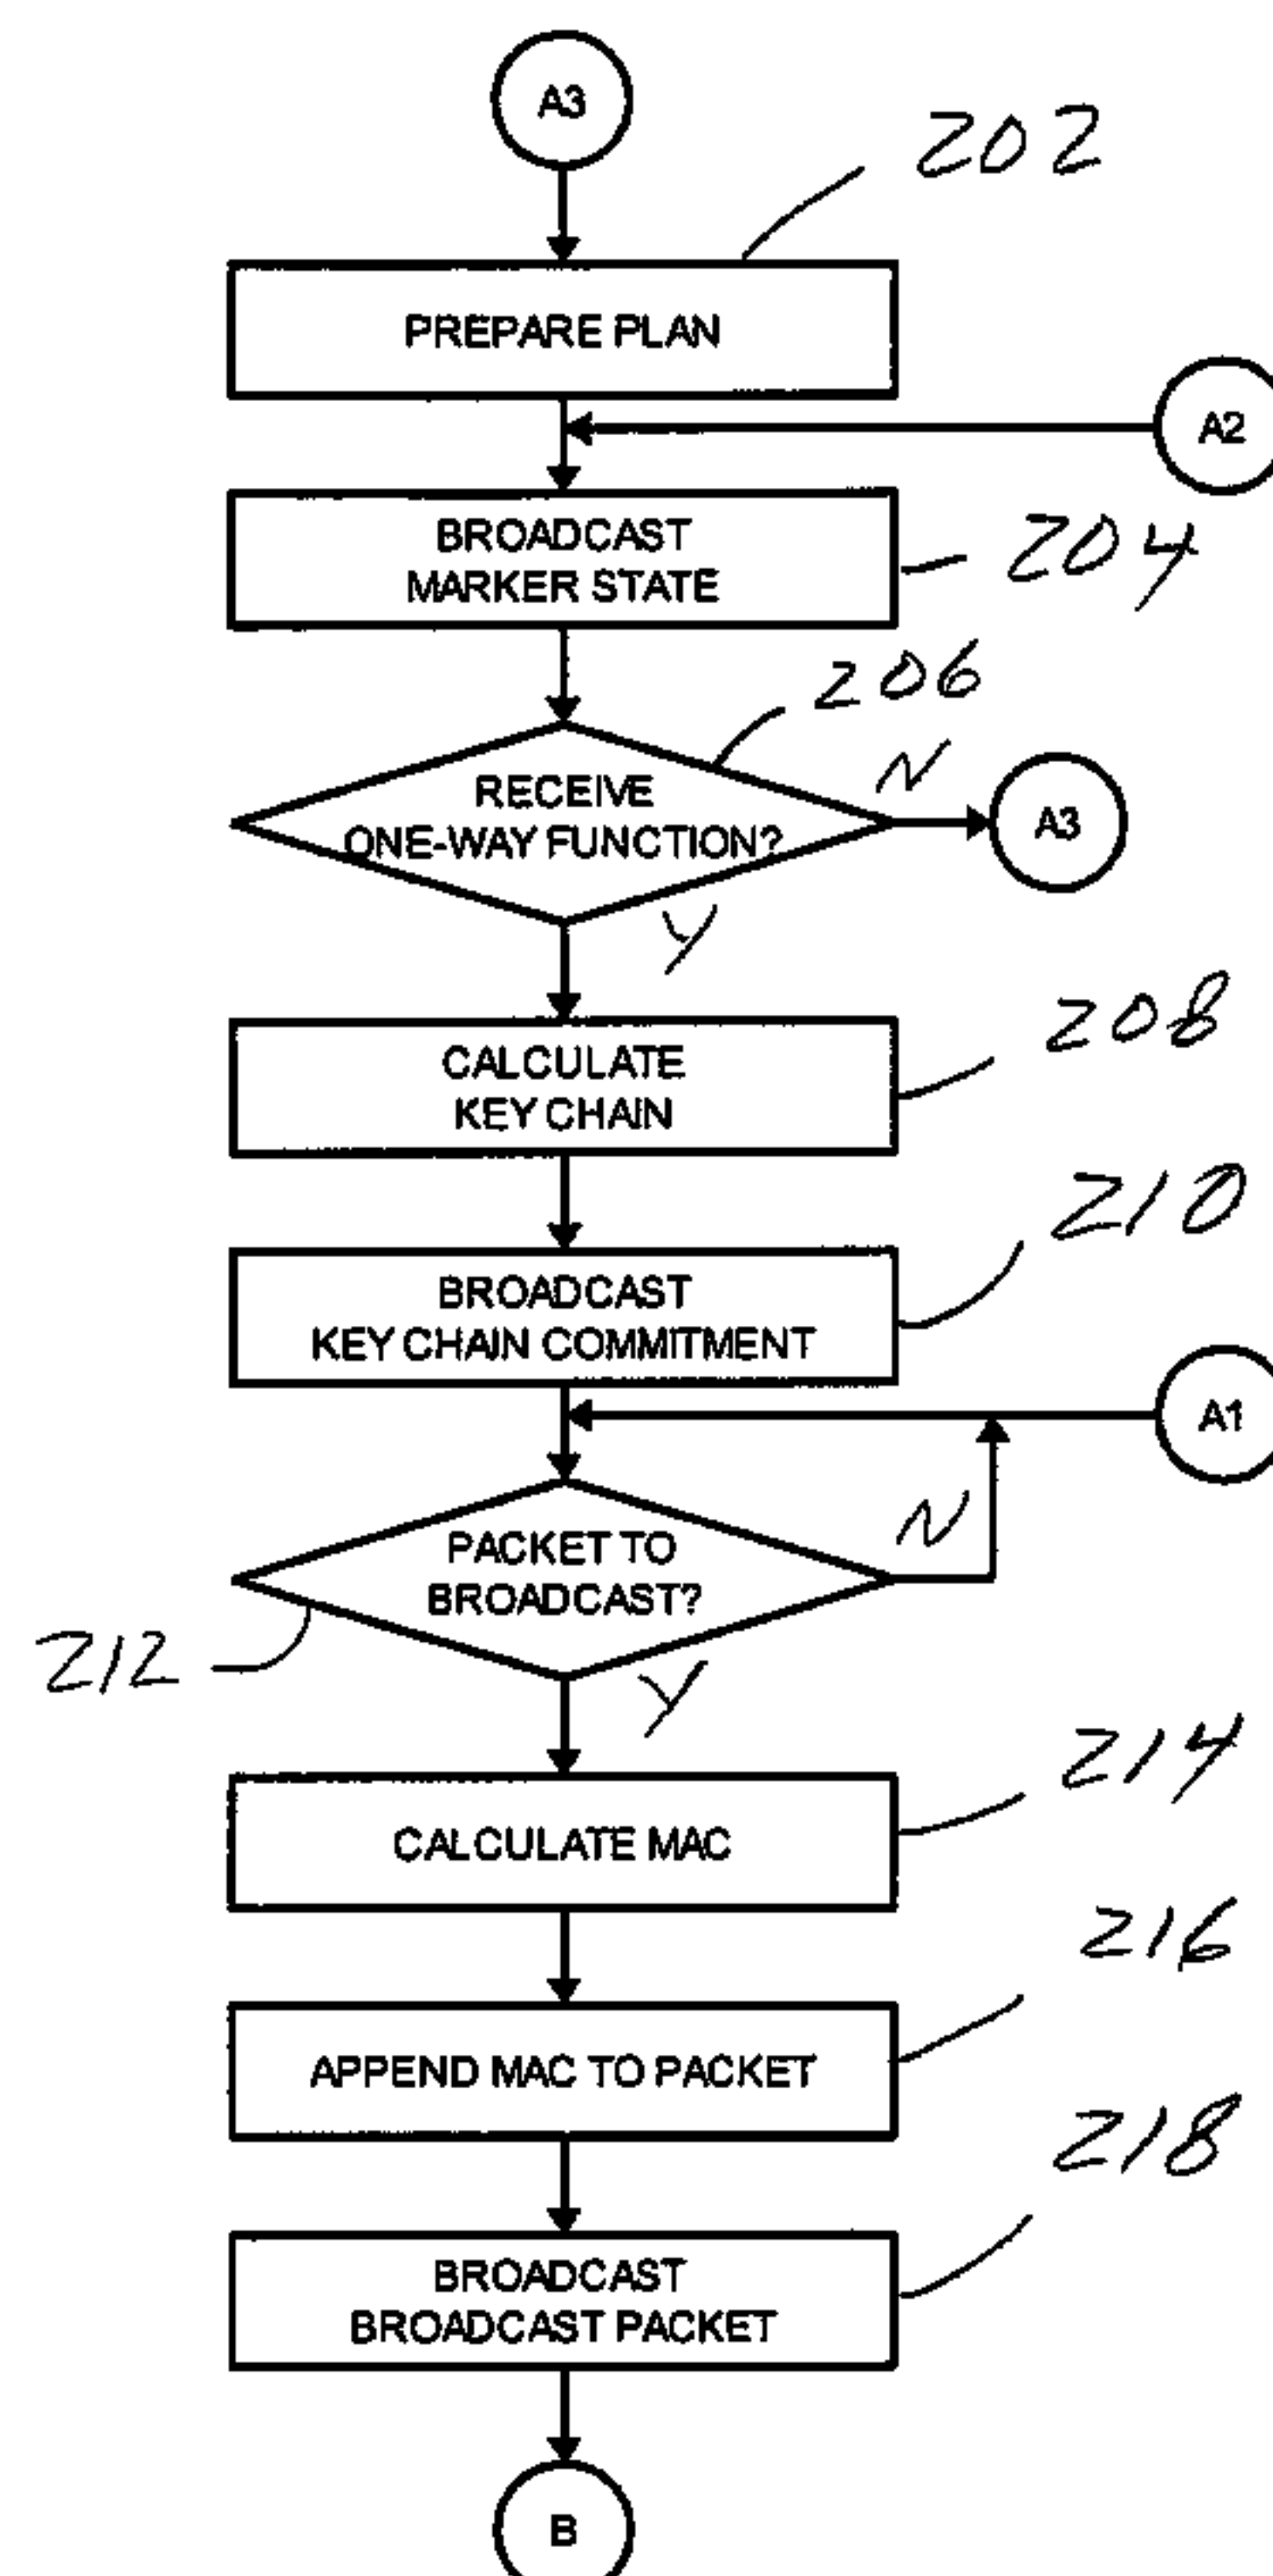 A3
202
PREPARE PLAN
A2
BROADCAST
MARKER STATE
204
206
N
RECEIVE
ONE-WAY FUNCTION?
A3
Y
208
CALCULATE
KEY CHAIN
210
BROADCAST
KEY CHAIN COMMITMENT
A1
N
PACKET TO
BROADCAST?
212
Y
214
CALCULATE MAC
216
APPEND MAC TO PACKET
218
BROADCAST
BROADCAST PACKET
B